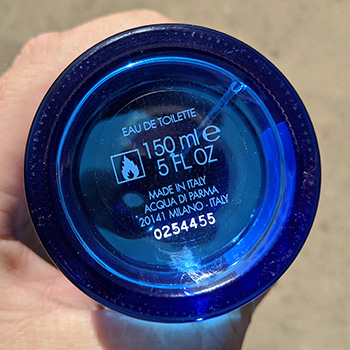 EAU DE TOILETTE
150 ml ℮
5 FL OZ
MADE IN ITALY
ACQUA DI PARMA
20141 MILANO - ITALY
0254455